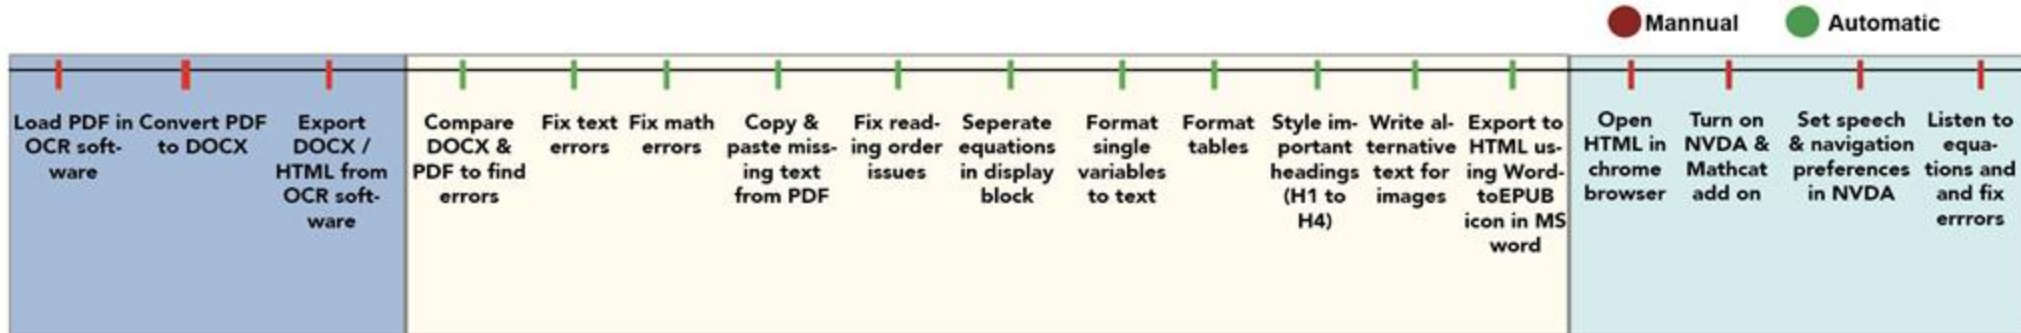 Mannual
Automatic
Load PDF in
OCR soft-
ware
Convert PDF
to DOCX
Export
DOCX /
HTML from
OCR soft-
ware
Compare
DOCX &
PDF to find
errors
Fix text
errors
Fix math
errors
Copy &
paste miss-
ing text
from PDF
Fix read-
ing order
issues
Seperate
equations
in display
block
Format
single
variables
to text
Format
tables
Style im-
portant
headings
(H1 to
H4)
Write al-
ternative
text for
images
Export to
HTML us-
ing Word-
toEPUB
icon in MS
word
Open
HTML in
chrome
browser
Turn on
NVDA &
Mathcat
add on
Set speech
& navigation
preferences
in NVDA
Listen to
equa-
tions and
and fix
errrors